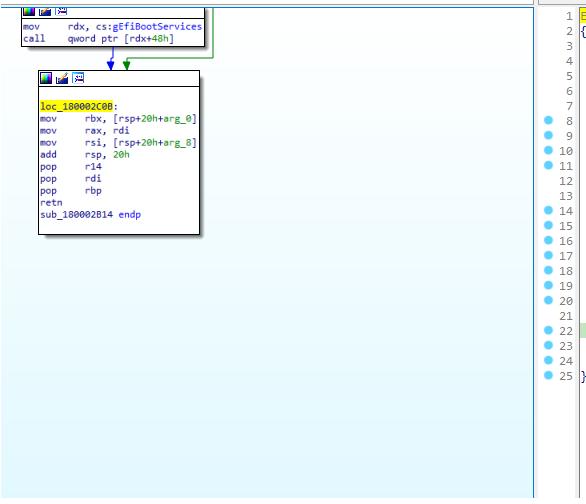 mov     rdx, cs:gEfiBootServices
call    qword ptr [rdx+48h]
loc_180002C0B:
mov     rbx, [rsp+20h+arg_0]
mov     rax, rdi
mov     rsi, [rsp+20h+arg_8]
add     rsp, 20h
pop     r14
pop     rdi
pop     rbp
retn
sub_180002B14 endp
1
2 {
3
4
5
6
7
8
9
10
11
12
13
14
15
16
17
18
19
20
21
22
23
24
25 }